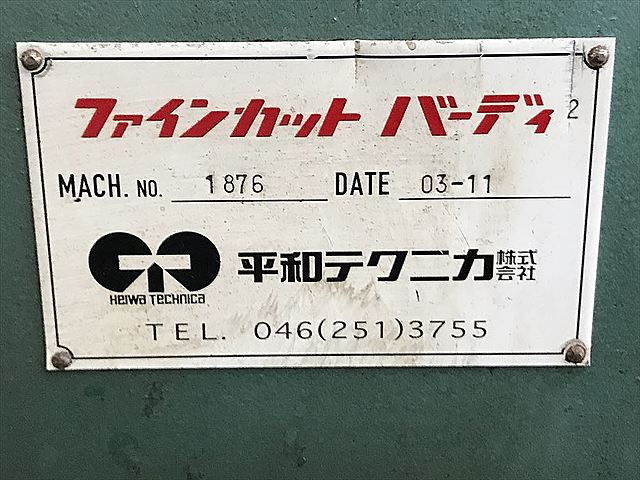 ファインカット バーディ 2
MACH. NO. 1876 DATE 03-11
HEIWA TECHNICA 平和テクニカ株式会社
TEL. 046(251)3755